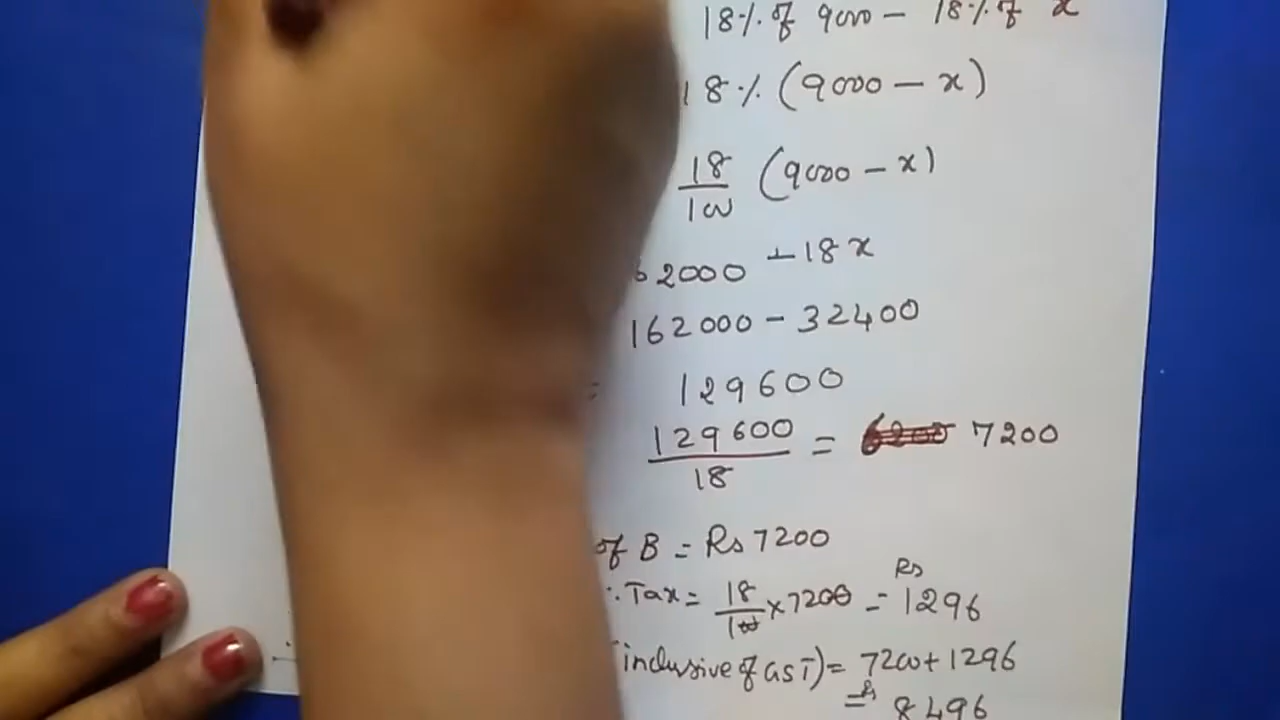 18% of 9000 - 18% of x
18% (9000 - x)
18/100 (9000 - x)
62000 - 18x
162000 - 32400
= 129600
129600/18 = 7200
of B = Rs 7200
∴ Tax = 18/100 × 7200 = Rs 1296
(inclusive of GST) = 7200 + 1296
= Rs 8496